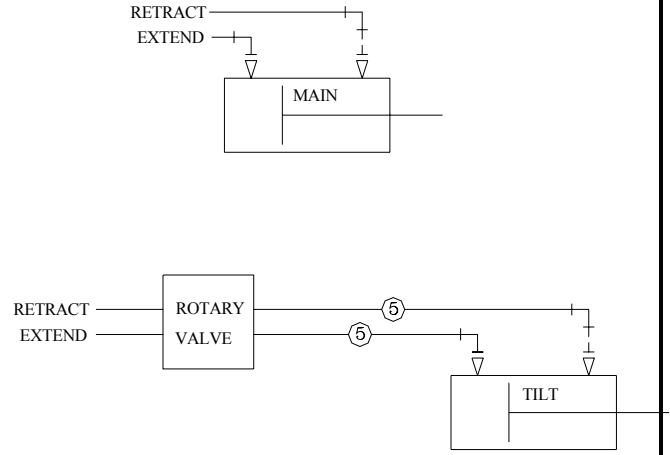 RETRACT
EXTEND
MAIN
RETRACT
ROTARY
5
EXTEND
VALVE
5
TILT